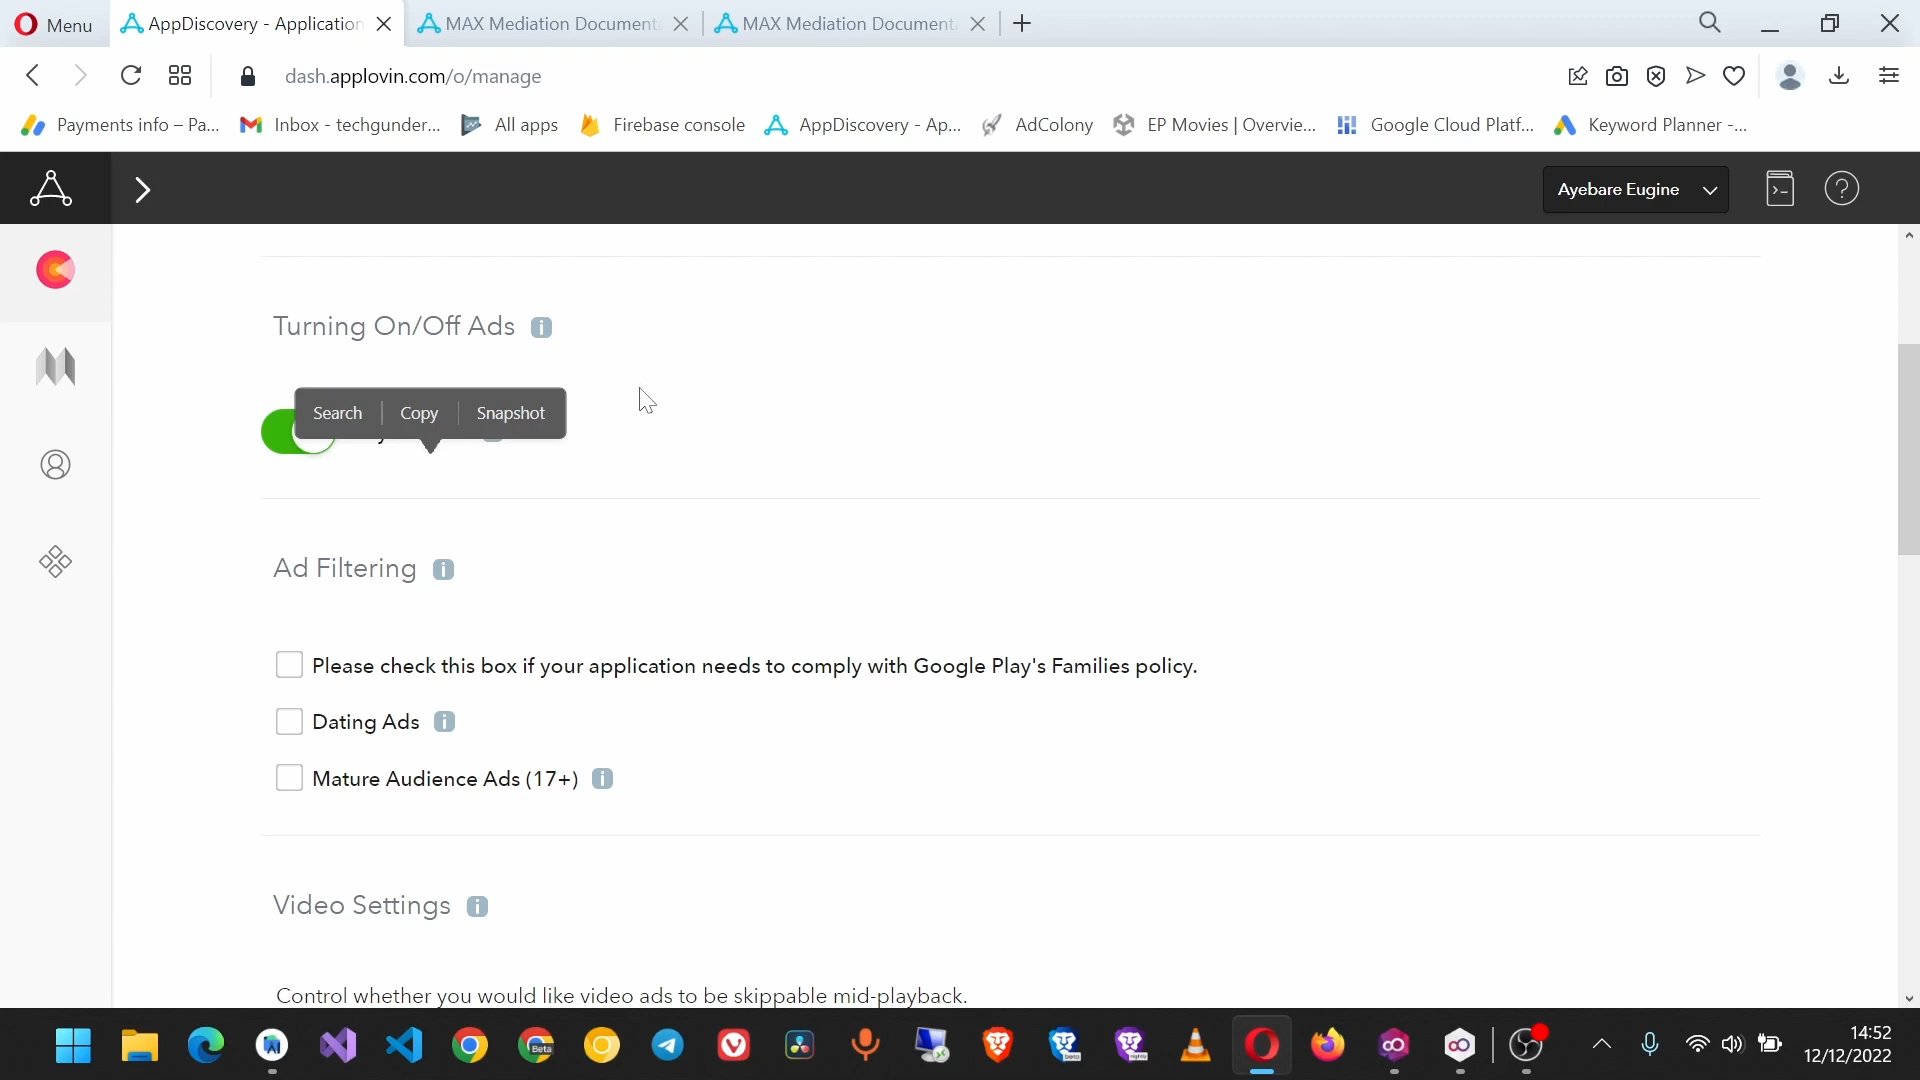 Menu
AppDiscovery - Application
MAX Mediation Document
MAX Mediation Document
dash.applovin.com/o/manage
Payments info – Pa...
Inbox - techgunder...
All apps
Firebase console
AppDiscovery - Ap...
AdColony
EP Movies | Overvie...
Google Cloud Platf...
Keyword Planner -...
Ayebare Eugine
Turning On/Off Ads
Search
Copy
Snapshot
Ad Filtering
Please check this box if your application needs to comply with Google Play's Families policy.
Dating Ads
Mature Audience Ads (17+)
Video Settings
Control whether you would like video ads to be skippable mid-playback.
Beta
beta
14:52
12/12/2022